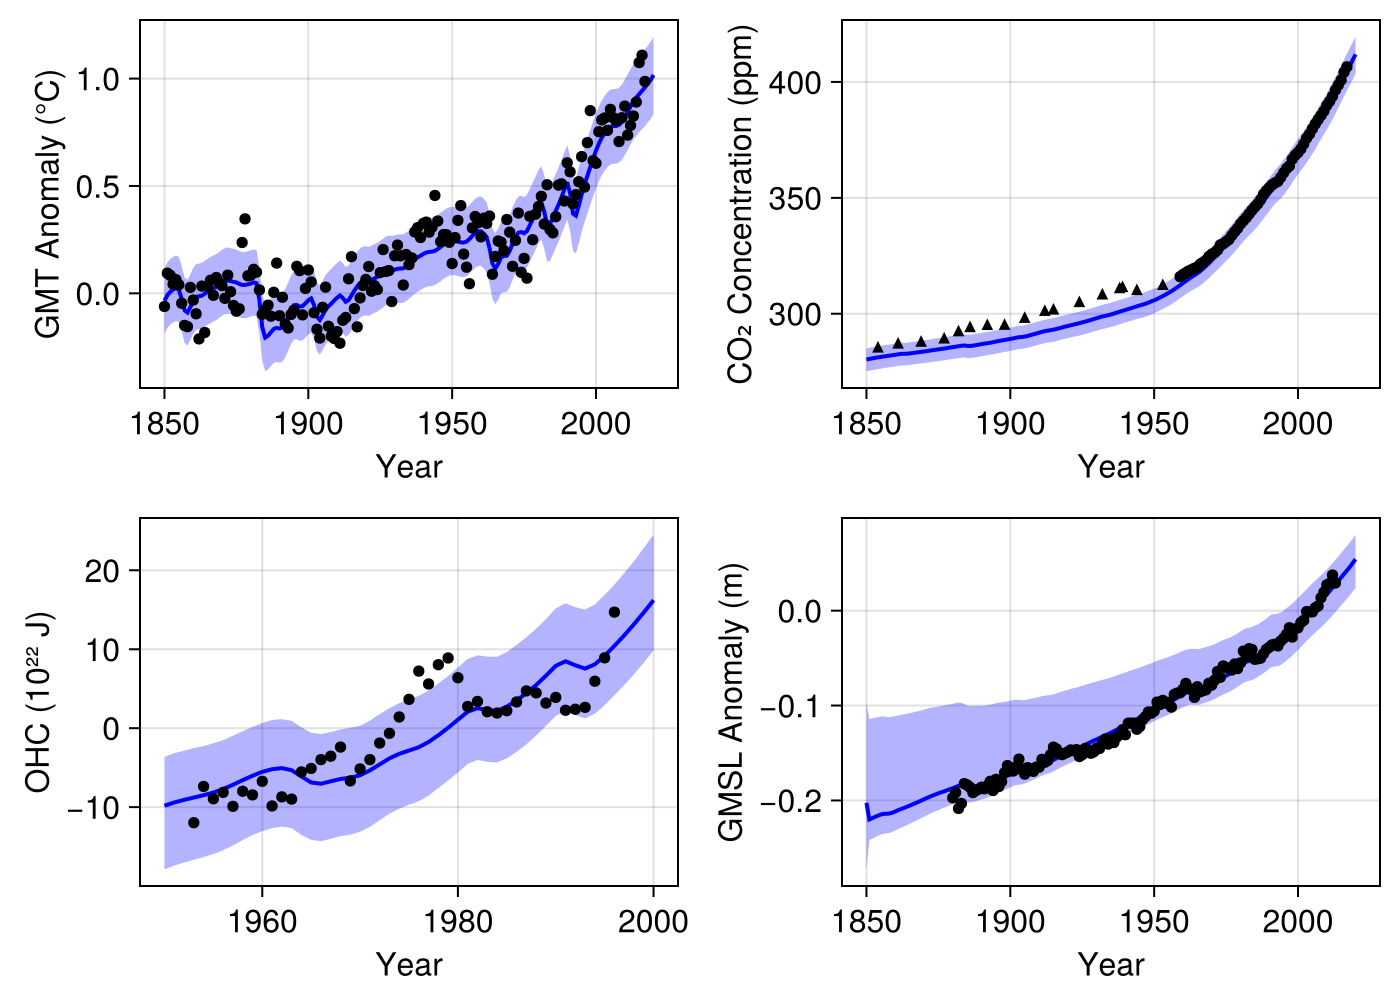 GMT Anomaly (°C)
1.0
0.5
0.0
1850 1900 1950 2000
Year
CO₂ Concentration (ppm)
400
350
300
1850 1900 1950 2000
Year
OHC (10²² J)
20
10
0
−10
1960 1980 2000
Year
GMSL Anomaly (m)
0.0
−0.1
−0.2
1850 1900 1950 2000
Year